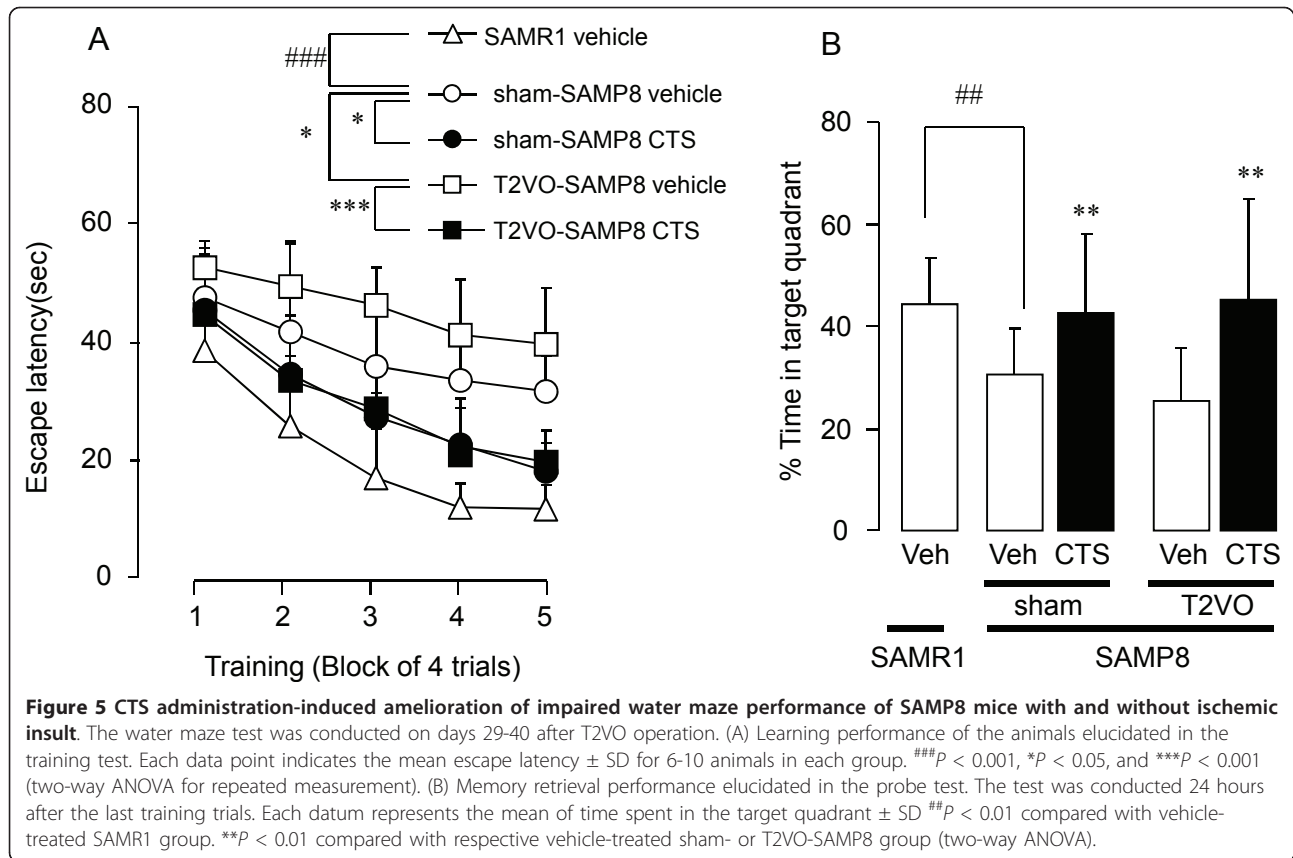 A
SAMR1 vehicle
###
sham-SAMP8 vehicle
*
*
sham-SAMP8 CTS
T2VO-SAMP8 vehicle
***
T2VO-SAMP8 CTS
80
60
40
20
0
Escape latency(sec)
1 2 3 4 5
Training (Block of 4 trials)
B
##
**
**
80
60
40
20
0
% Time in target quadrant
Veh Veh CTS Veh CTS
sham T2VO
SAMR1 SAMP8
Figure 5 CTS administration-induced amelioration of impaired water maze performance of SAMP8 mice with and without ischemic
insult. The water maze test was conducted on days 29-40 after T2VO operation. (A) Learning performance of the animals elucidated in the
training test. Each data point indicates the mean escape latency ± SD for 6-10 animals in each group. ###P < 0.001, *P < 0.05, and ***P < 0.001
(two-way ANOVA for repeated measurement). (B) Memory retrieval performance elucidated in the probe test. The test was conducted 24 hours
after the last training trials. Each datum represents the mean of time spent in the target quadrant ± SD ##P < 0.01 compared with vehicle-
treated SAMR1 group. **P < 0.01 compared with respective vehicle-treated sham- or T2VO-SAMP8 group (two-way ANOVA).